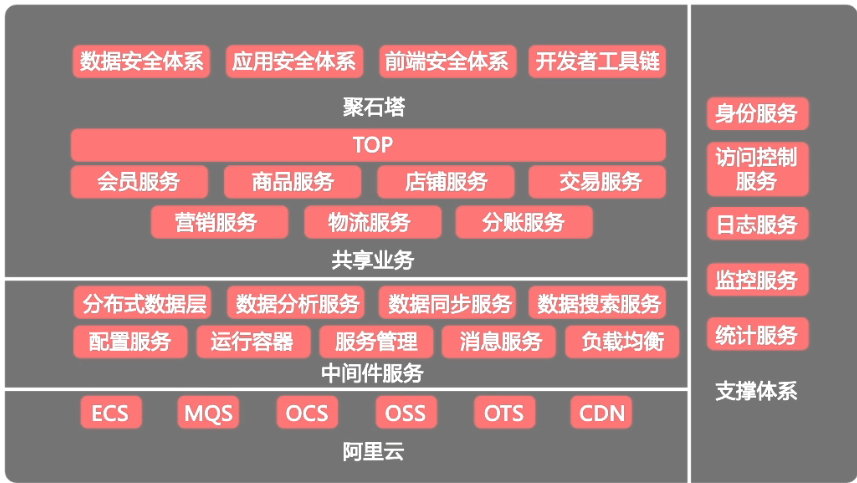 数据安全体系 应用安全体系 前端安全体系 开发者工具链
聚石塔
TOP
会员服务 商品服务 店铺服务 交易服务
营销服务 物流服务 分账服务
共享业务
分布式数据层 数据分析服务 数据同步服务 数据搜索服务
配置服务 运行容器 服务管理 消息服务 负载均衡
中间件服务
ECS MQS OCS OSS OTS CDN
阿里云
身份服务
访问控制
服务
日志服务
监控服务
统计服务
支撑体系